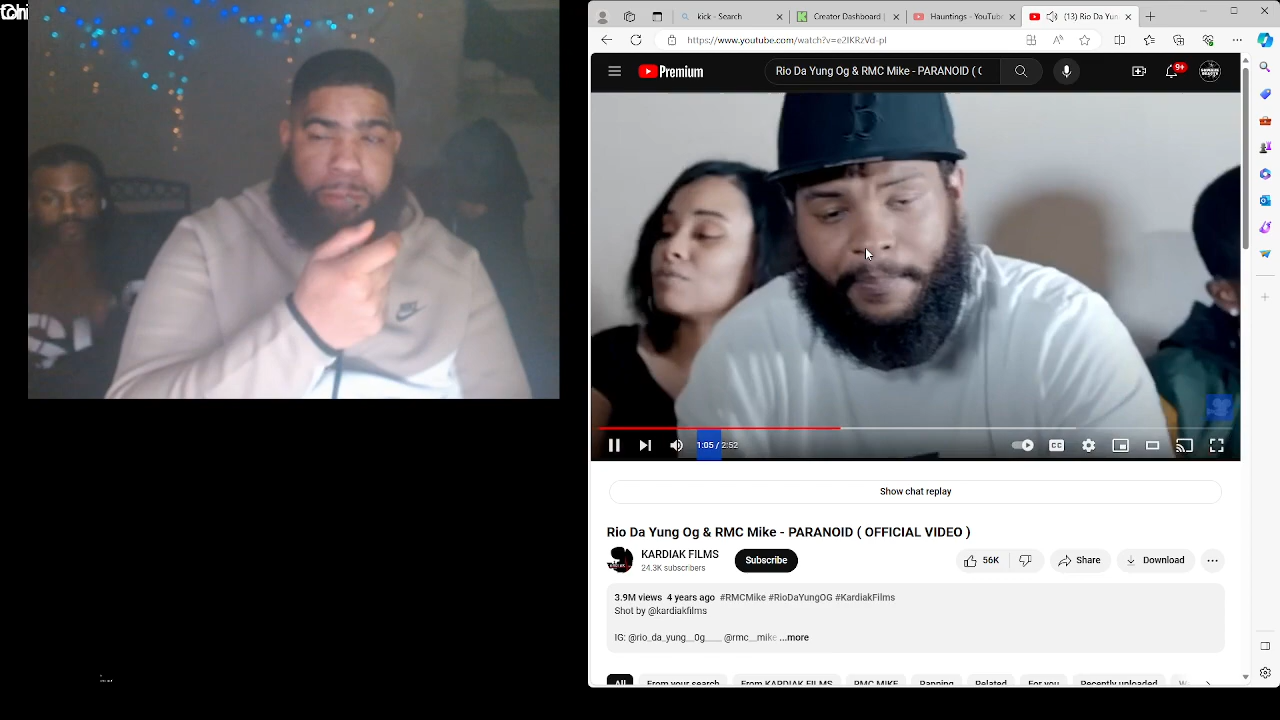 kick - Search
Creator Dashboard |
Hauntings - YouTube
(13) Rio Da Yun
https://www.youtube.com/watch?v=e2IKRzVd-pI
Premium
Rio Da Yung Og & RMC Mike - PARANOID ( (
9+
B
1:05 / 2:52
CC
Show chat replay
Rio Da Yung Og & RMC Mike - PARANOID ( OFFICIAL VIDEO )
KARDIAK FILMS
24.3K subscribers
Subscribe
56K
Share
Download
3.9M views 4 years ago #RMCMike #RioDaYungOG #KardiakFilms
Shot by @kardiakfilms
IG: @rio_da_yung__0g____ @rmc__mike ...more
All
From your search
From KARDIAK FILMS
RMC MIKE
Rapping
Related
For you
Recently uploaded